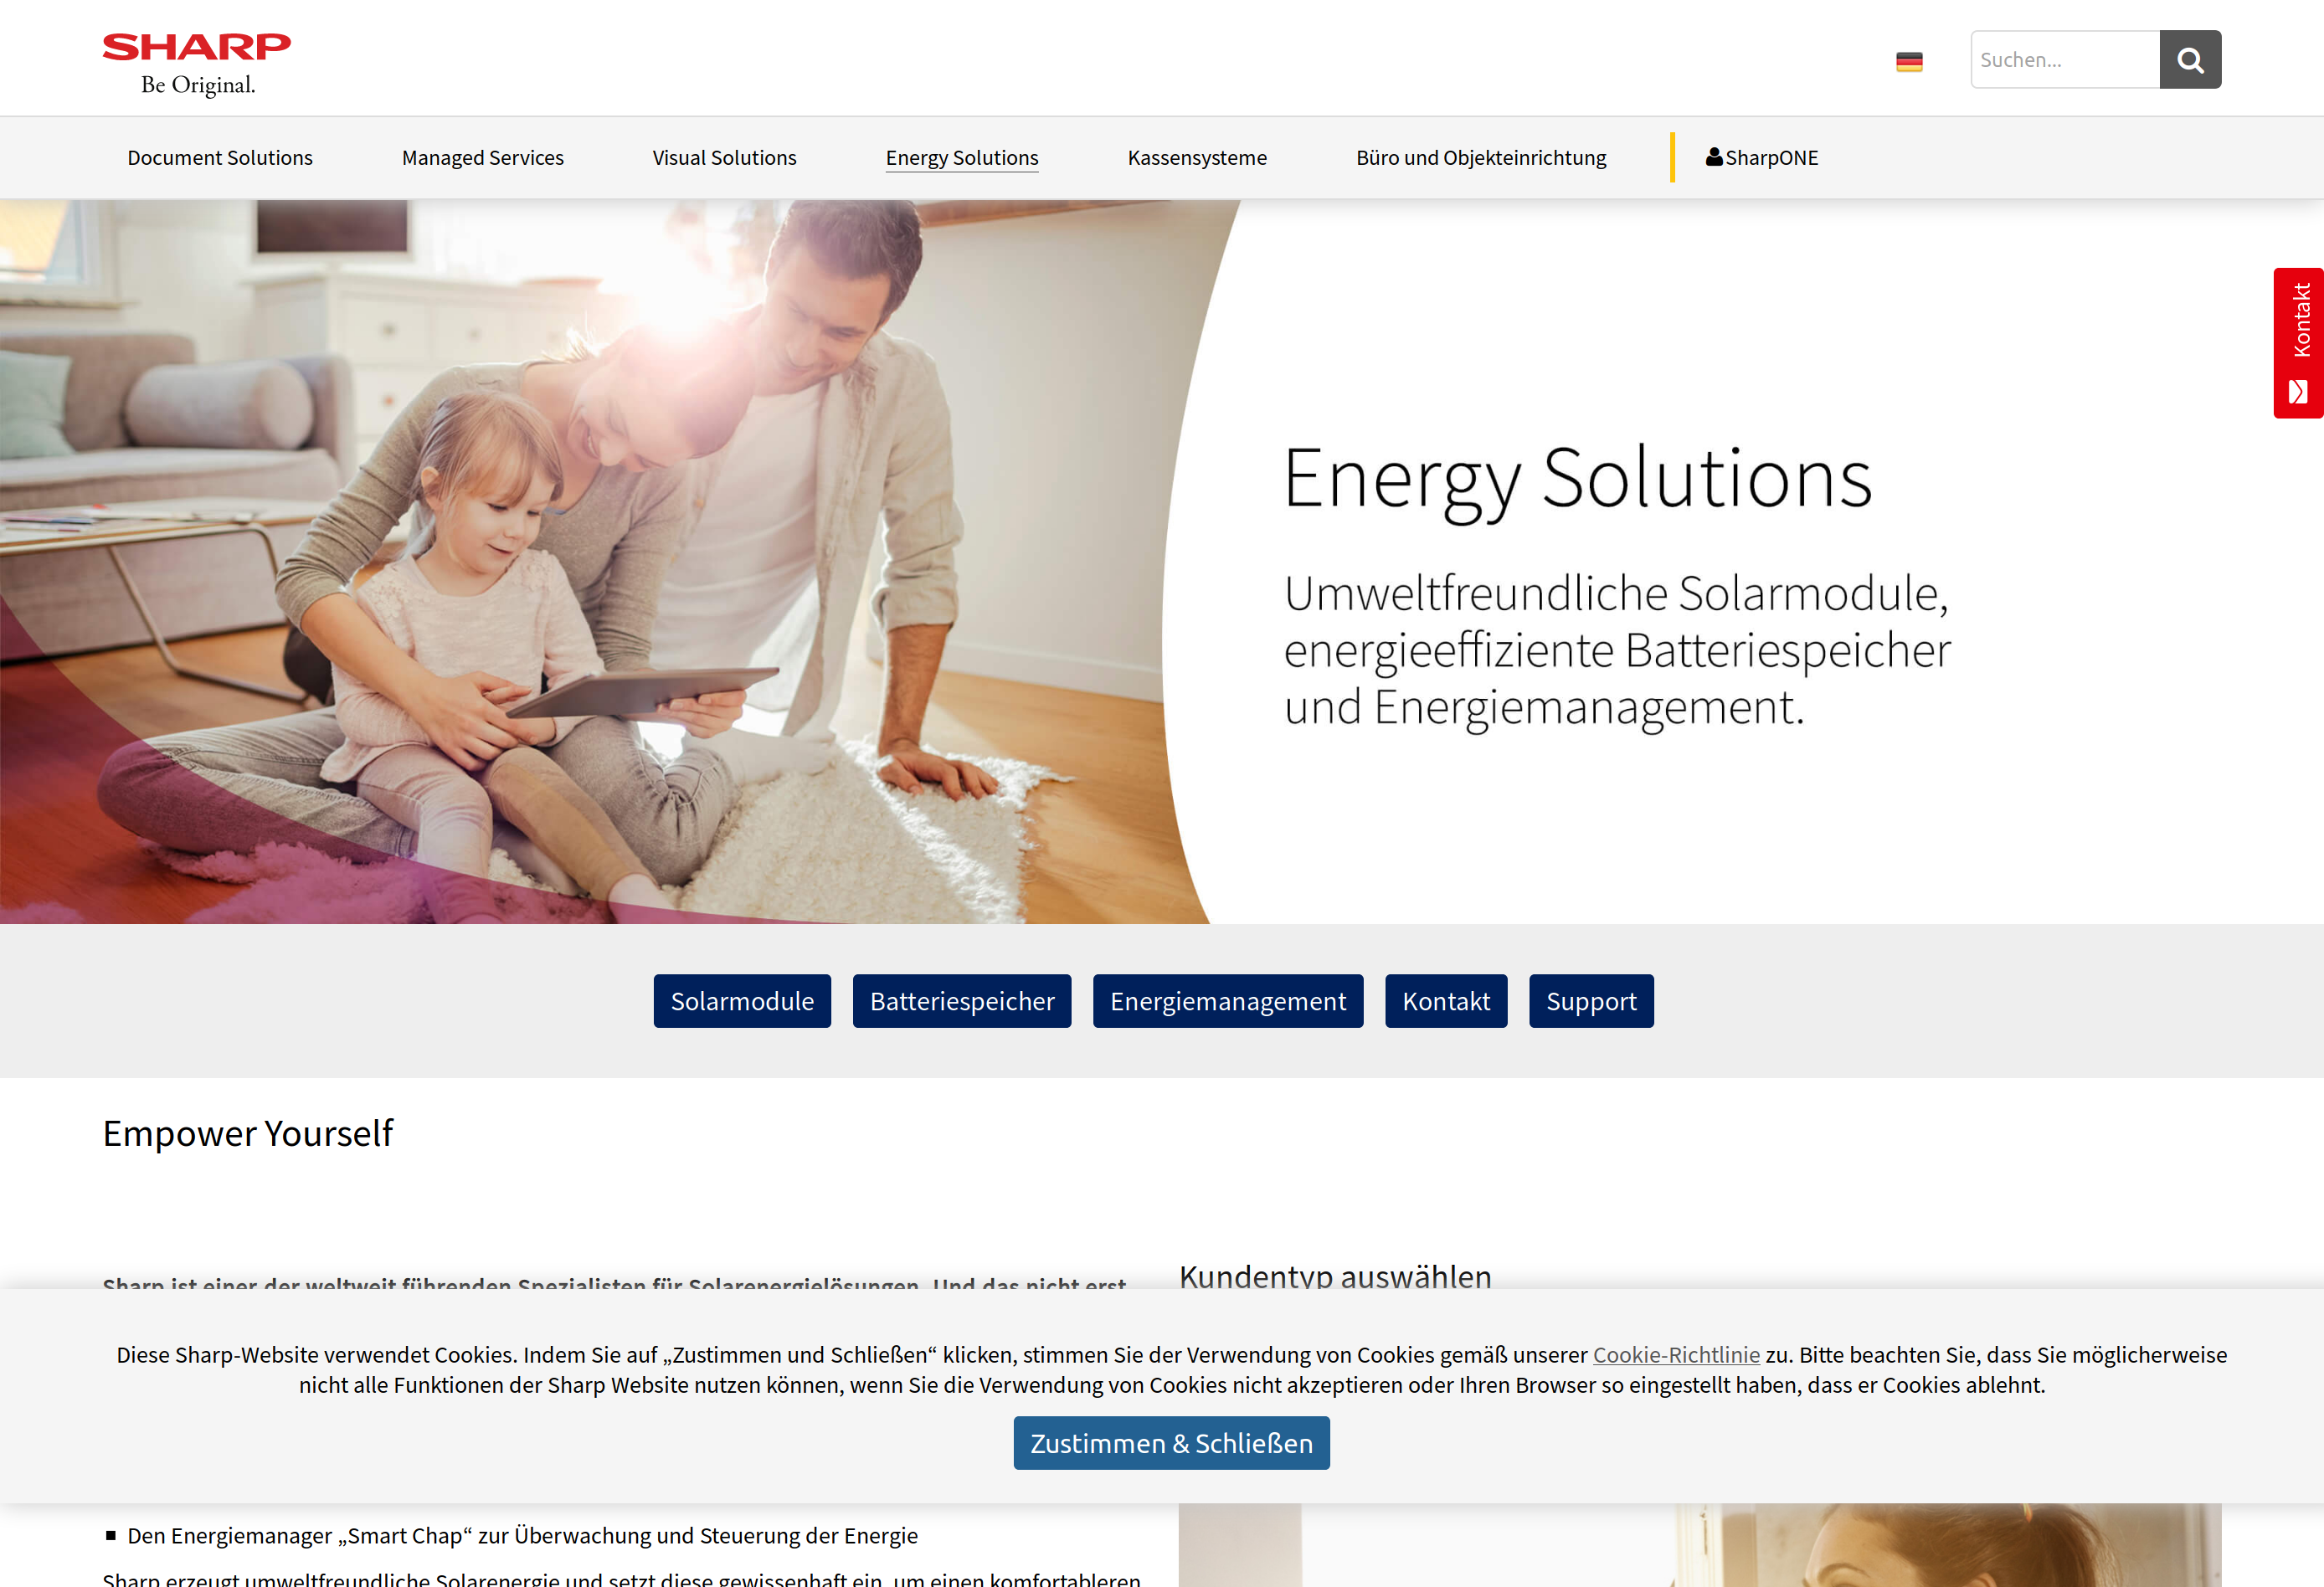 SHARP
Be Original.
Suchen...
Document Solutions
Managed Services
Visual Solutions
Energy Solutions
Kassensysteme
Büro und Objekteinrichtung
SharpONE
Kontakt
Energy Solutions
Umweltfreundliche Solarmodule,
energieeffiziente Batteriespeicher
und Energiemanagement.
Solarmodule
Batteriespeicher
Energiemanagement
Kontakt
Support
Empower Yourself
Sharp ist einer der weltweit führenden Spezialisten für Solarenergielösungen. Und das nicht erst
Kundentyp auswählen
Diese Sharp-Website verwendet Cookies. Indem Sie auf „Zustimmen und Schließen“ klicken, stimmen Sie der Verwendung von Cookies gemäß unserer Cookie-Richtlinie zu. Bitte beachten Sie, dass Sie möglicherweise
nicht alle Funktionen der Sharp Website nutzen können, wenn Sie die Verwendung von Cookies nicht akzeptieren oder Ihren Browser so eingestellt haben, dass er Cookies ablehnt.
Zustimmen & Schließen
Den Energiemanager „Smart Chap“ zur Überwachung und Steuerung der Energie
Sharp erzeugt umweltfreundliche Solarenergie und setzt diese gewissenhaft ein, um einen komfortableren